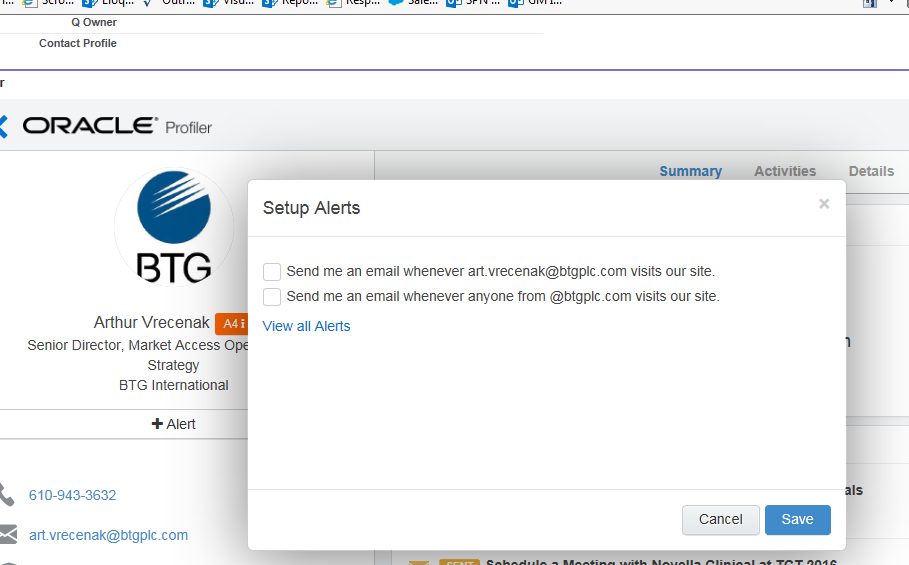 Scro... Eloq... Outr... Visu... Repo... Resp... Sale... SPN ... GM I...
Q Owner
Contact Profile
r
ORACLE Profiler
Summary Activities Details
BTG
Arthur Vrecenak A4 i
Senior Director, Market Access Ope
Strategy
BTG International
+ Alert
610-943-3632
art.vrecenak@btgplc.com
Setup Alerts ×
Send me an email whenever art.vrecenak@btgplc.com visits our site.
Send me an email whenever anyone from @btgplc.com visits our site.
View all Alerts
Cancel Save
n
als
SENT Schedule a Meeting with Novella Clinical at TCT 2016